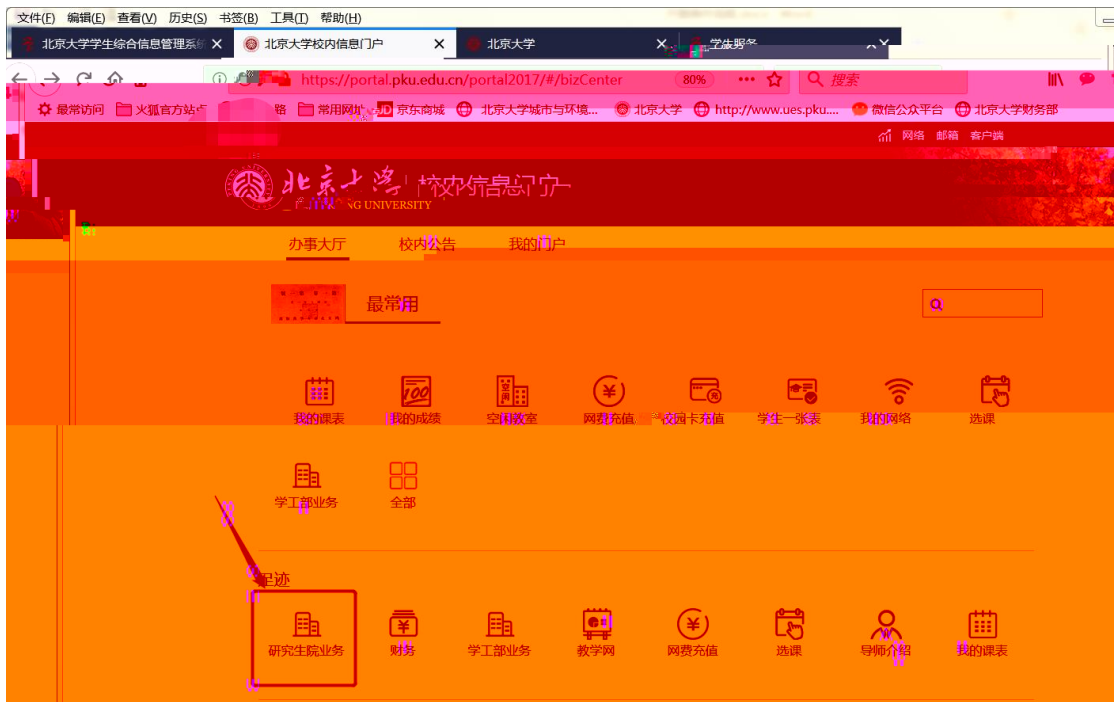 文件(F) 编辑(E) 查看(V) 历史(S) 书签(B) 工具(T) 帮助(H)
北京大学学生综合信息管理系统 北京大学校内信息门户 北京大学
https://portal.pku.edu.cn/portal2017/#/bizCenter 80% 搜索
最常访问 火狐官方站点 常用网址 JD 京东商城 北京大学城市与环境... 北京大学 http://www.ues.pku.... 微信公众平台 北京大学财务部
网络 邮箱 客户端
北京大学 校内信息门户
UNIVERSITY
办事大厅 校内公告 我的门户
最常用
我的课表 我的成绩 空闲教室 网费充值 校园卡充值 学生一张表 我的网络 选课
学工部业务 全部
足迹
研究生院业务 财务 学工部业务 教学网 网费充值 选课 导师介绍 我的课表